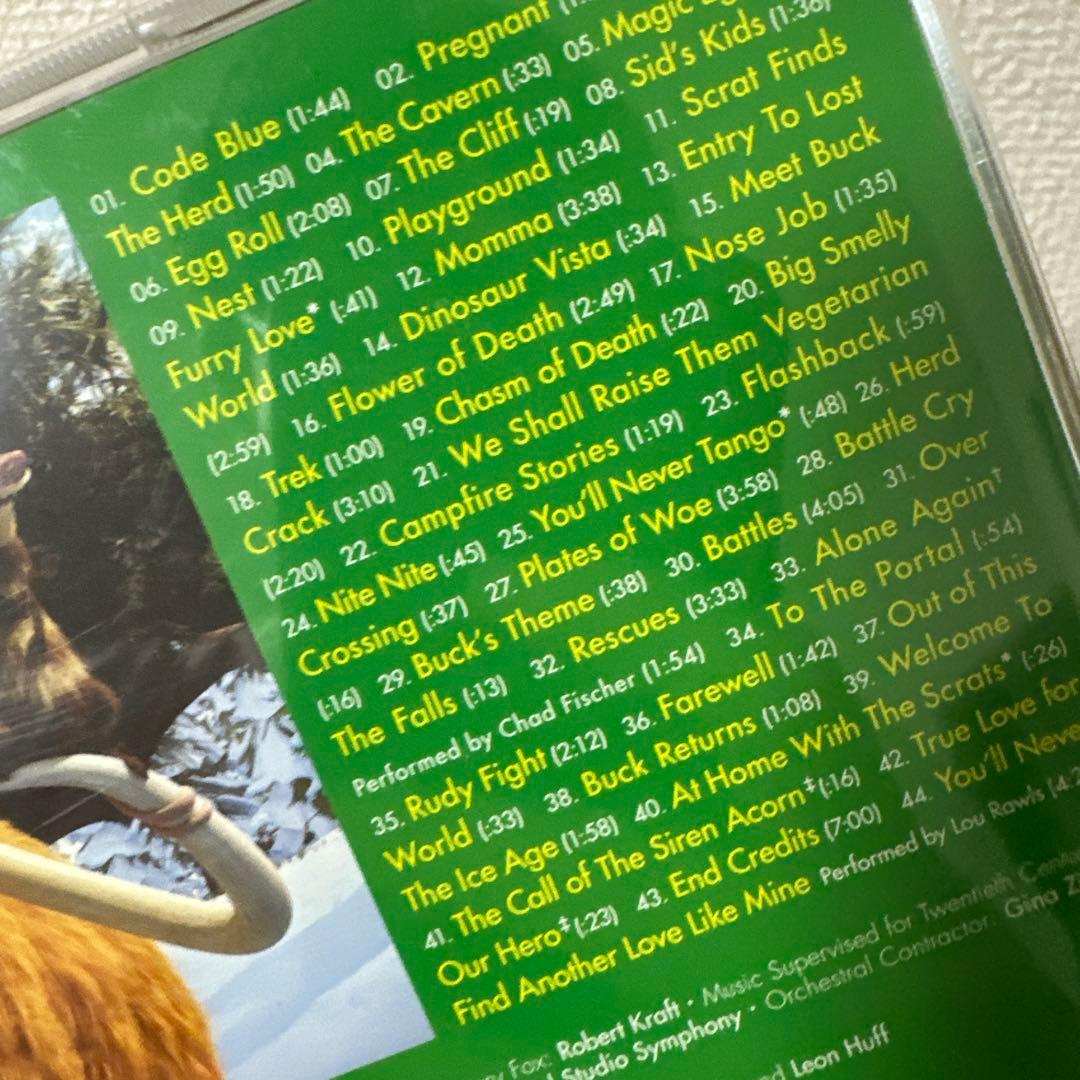 01. Code Blue (1:44) 02. Pregnant
The Herd (1:50) 04. The Cavern (:33) 05. Magic
06. Egg Roll (2:08) 07. The Cliff (:19) 08. Sid's Kids (1:36)
09. Nest (1:22) 10. Playground (1:34) 11. Scrat Finds
Furry Love* (:41) 12. Momma (3:38) 13. Entry To Lost
World (1:36) 14. Dinosaur Vista (:34) 15. Meet Buck
(2:59) 16. Flower of Death (2:49) 17. Nose Job (1:35)
18. Trek (1:00) 19. Chasm of Death (:22) 20. Big Smelly
Crack (3:10) 21. We Shall Raise Them Vegetarian
(2:20) 22. Campfire Stories (1:19) 23. Flashback (:59)
24. Nite Nite (:45) 25. You'll Never Tango* (:48) 26. Herd
Crossing (:37) 27. Plates of Woe (3:58) 28. Battle Cry
(:16) 29. Buck's Theme (:38) 30. Battles (4:05) 31. Over
The Falls (:13) 32. Rescues (3:33) 33. Alone Again†
Performed by Chad Fischer (1:54) 34. To The Portal (:54)
35. Rudy Fight (2:12) 36. Farewell (1:42) 37. Out of This
World (:33) 38. Buck Returns (1:08) 39. Welcome To
The Ice Age (1:58) 40. At Home With The Scrats* (:26)
41. The Call of The Siren Acorn‡ (:16) 42. True Love for
Our Hero‡ (:23) 43. End Credits (7:00) 44. You'll Never
Find Another Love Like Mine Performed by Lou Rawls
Fox: Robert Kraft • Music Supervised for Twentieth
Studio Symphony • Orchestral Contractor: Gina
Leon Huff